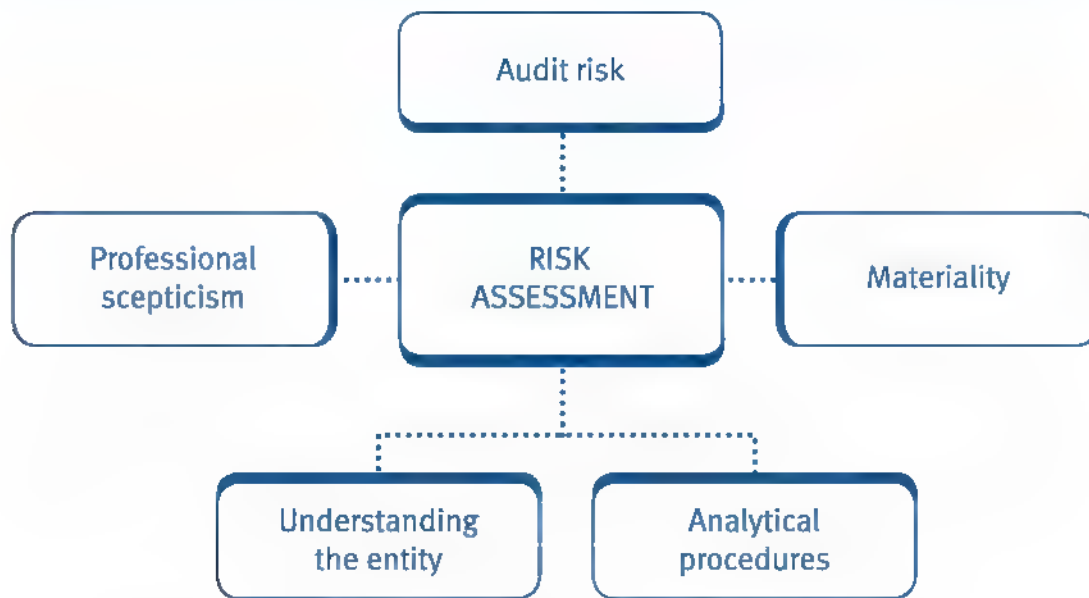 Audit risk
Professional
scepticism
RISK
ASSESSMENT
Materiality
Understanding
the entity
Analytical
procedures